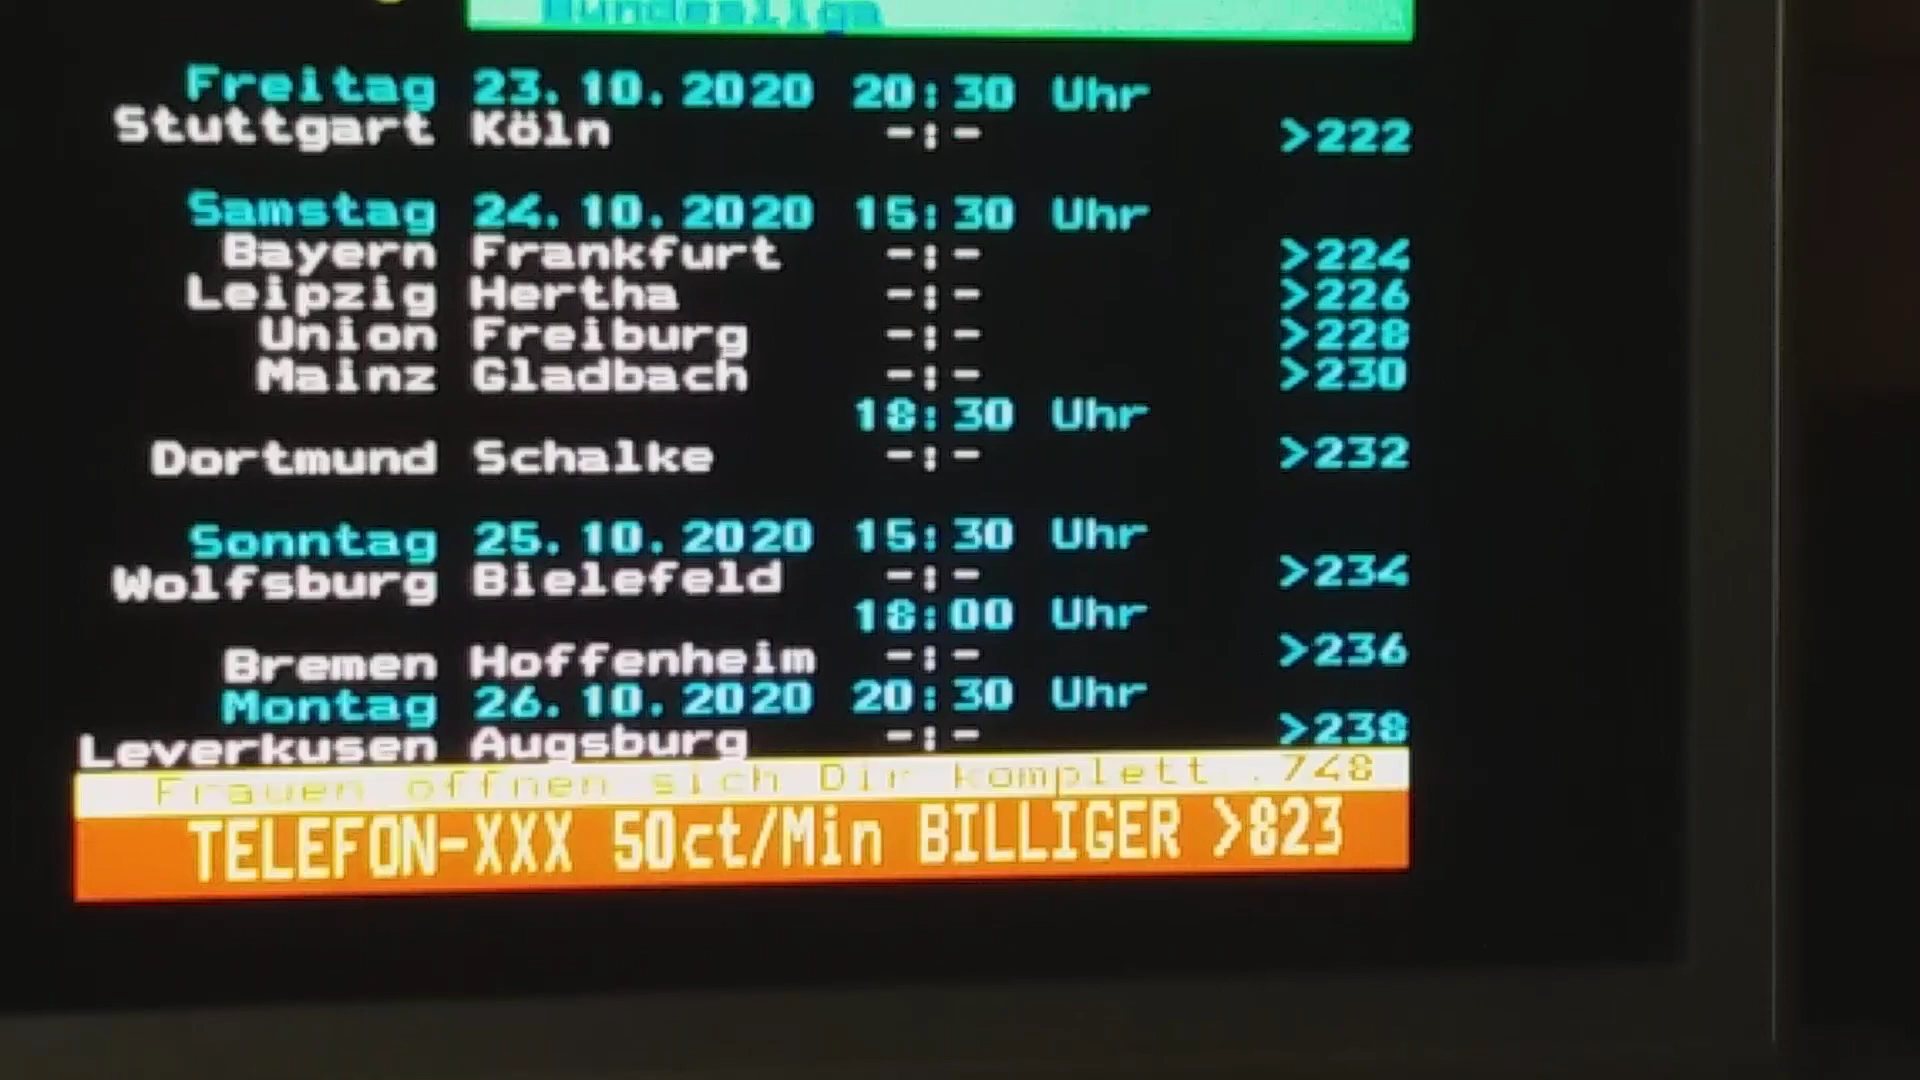 Bundesliga
Freitag 23.10.2020 20:30 Uhr
Stuttgart Köln -:- >222
Samstag 24.10.2020 15:30 Uhr
Bayern Frankfurt -:- >224
Leipzig Hertha -:- >226
Union Freiburg -:- >228
Mainz Gladbach -:- >230
18:30 Uhr
Dortmund Schalke -:- >232
Sonntag 25.10.2020 15:30 Uhr
Wolfsburg Bielefeld -:- >234
18:00 Uhr
Bremen Hoffenheim -:- >236
Montag 26.10.2020 20:30 Uhr
Leverkusen Augsburg -:- >238
Frauen öffnen sich Dir komplett..748
TELEFON-XXX 50ct/Min BILLIGER >823